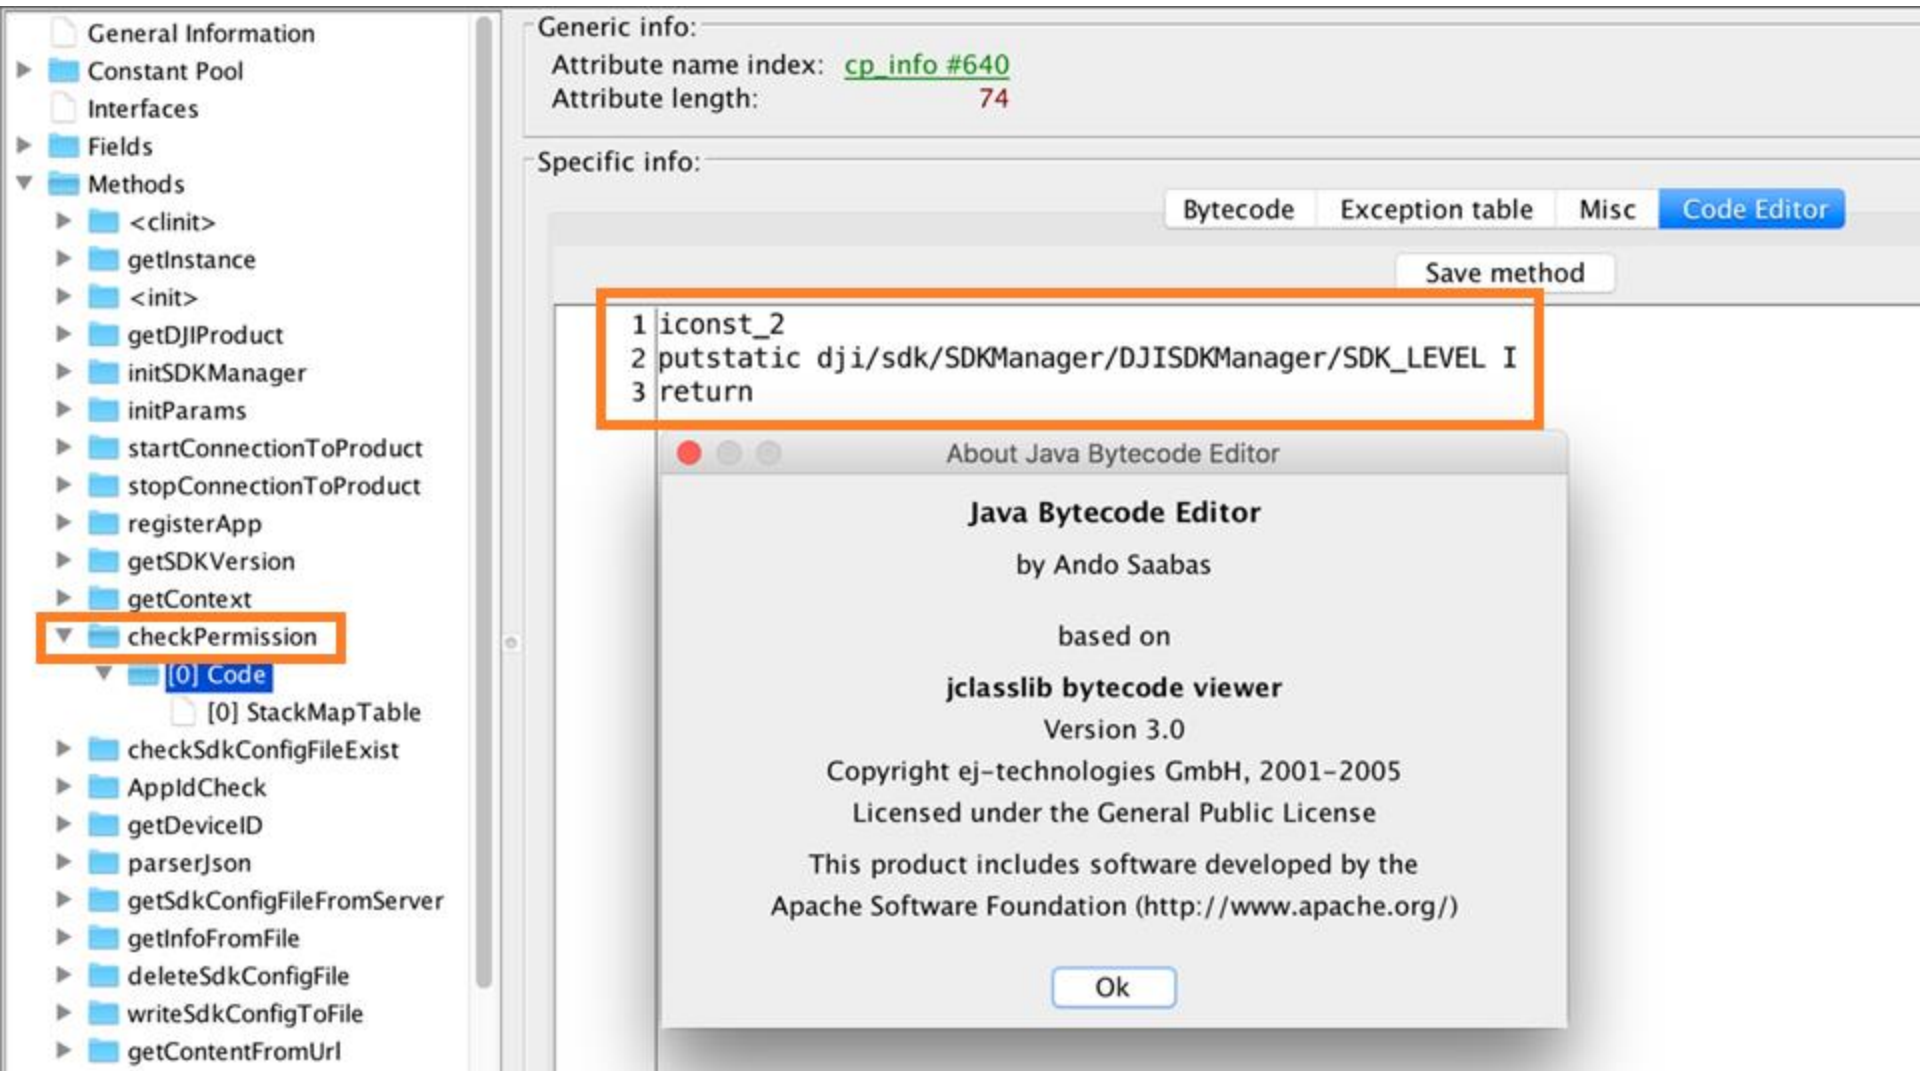 General Information
Constant Pool
Interfaces
Fields
Methods
<clinit>
getInstance
<init>
getDJIProduct
initSDKManager
initParams
startConnectionToProduct
stopConnectionToProduct
registerApp
getSDKVersion
getContext
checkPermission
[0] Code
[0] StackMapTable
checkSdkConfigFileExist
AppIdCheck
getDeviceID
parserJson
getSdkConfigFileFromServer
getInfoFromFile
deleteSdkConfigFile
writeSdkConfigToFile
getContentFromUrl
Generic info:
Attribute name index: cp_info #640
Attribute length: 74
Specific info:
Bytecode Exception table Misc Code Editor
Save method
1 iconst_2
2 putstatic dji/sdk/SDKManager/DJISDKManager/SDK_LEVEL I
3 return
About Java Bytecode Editor
Java Bytecode Editor
by Ando Saabas
based on
jclasslib bytecode viewer
Version 3.0
Copyright ej-technologies GmbH, 2001-2005
Licensed under the General Public License
This product includes software developed by the
Apache Software Foundation (http://www.apache.org/)
Ok